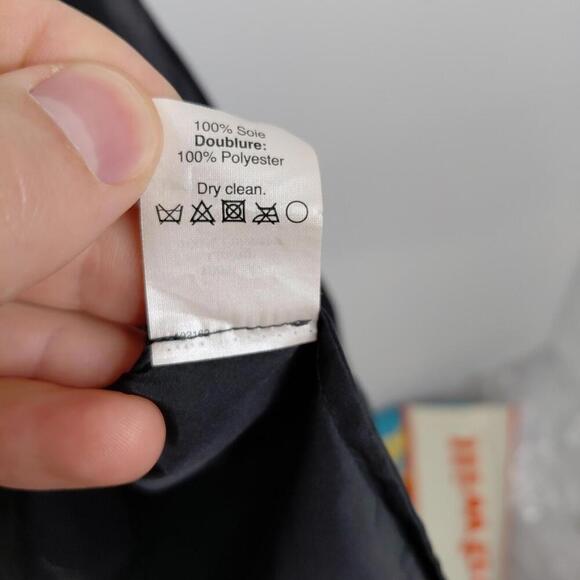 100% Soie
Doublure:
100% Polyester
Dry clean.